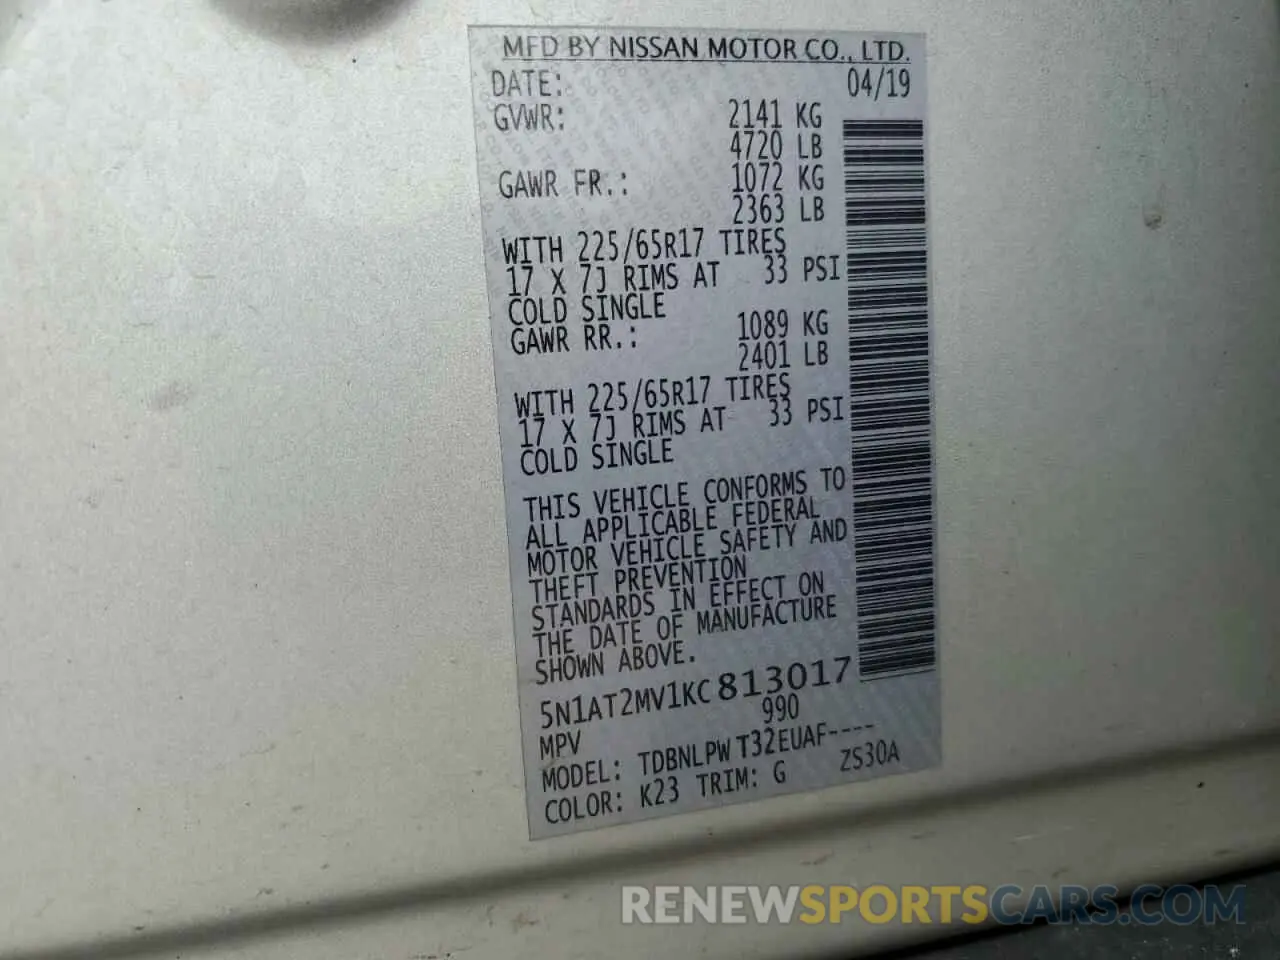 MFD BY NISSAN MOTOR CO., LTD.
DATE: 04/19
GVWR: 2141 KG
4720 LB
GAWR FR.: 1072 KG
2363 LB
WITH 225/65R17 TIRES
17 X 7J RIMS AT 33 PSI
COLD SINGLE
GAWR RR.: 1089 KG
2401 LB
WITH 225/65R17 TIRES
17 X 7J RIMS AT 33 PSI
COLD SINGLE
THIS VEHICLE CONFORMS TO
ALL APPLICABLE FEDERAL
MOTOR VEHICLE SAFETY AND
THEFT PREVENTION
STANDARDS IN EFFECT ON
THE DATE OF MANUFACTURE
SHOWN ABOVE.
5N1AT2MV1KC813017
990
MPV
MODEL: TDBNLPW T32EUAF----
COLOR: K23 TRIM: G ZS30A
RENEWSPORTSCARS.COM